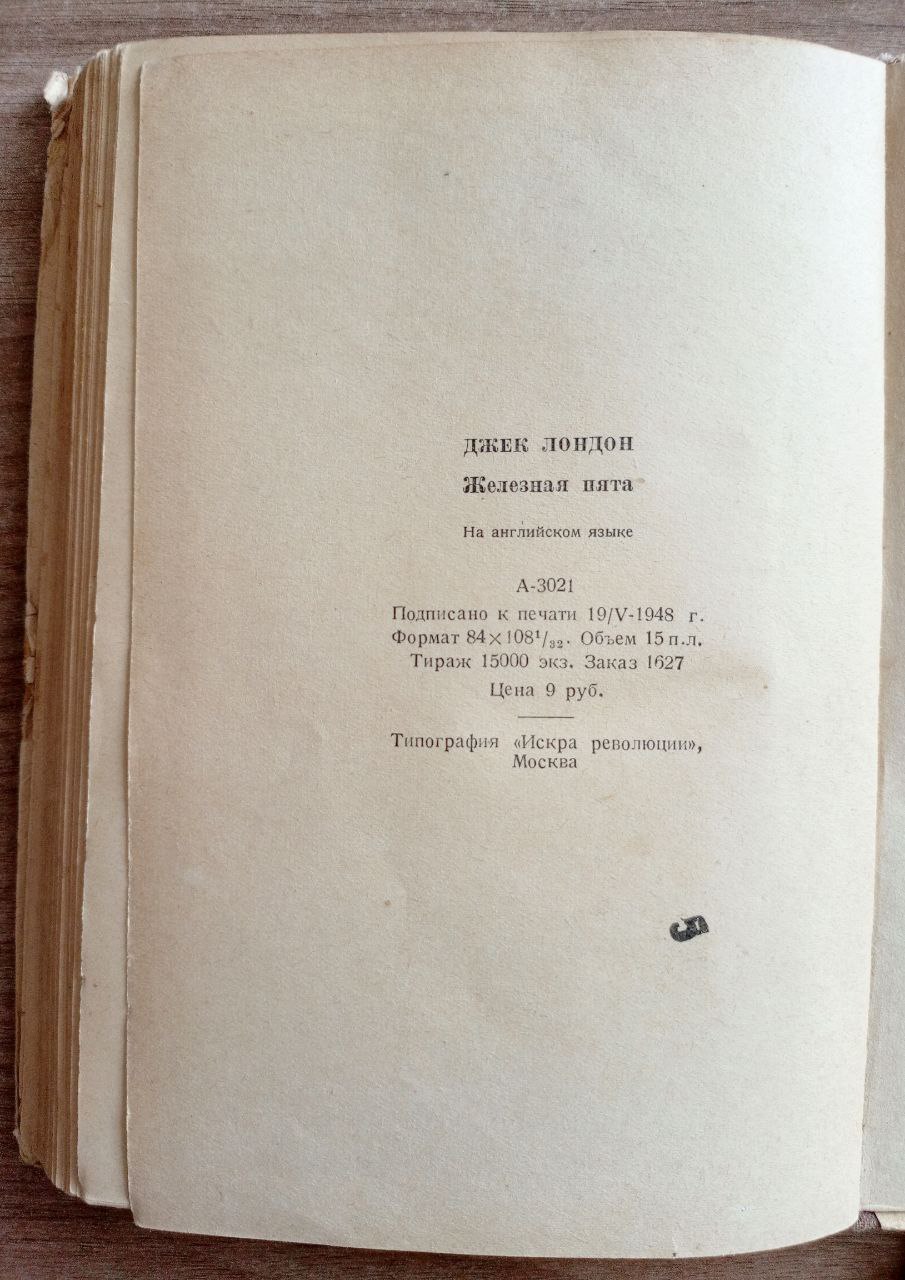 ДЖЕК ЛОНДОН
Железная пята
На английском языке
А-3021
Подписано к печати 19/V-1948 г.
Формат 84×108¹/₃₂. Объем 15 п.л.
Тираж 15000 экз. Заказ 1627
Цена 9 руб.
Типография «Искра революции»,
Москва
5